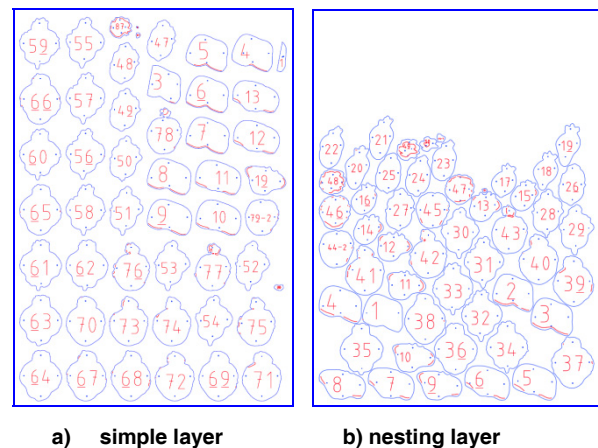 59 55 87-2 47 5 4
48
66 57 49 3 6 13
60 56 50 78 7 12
8 11 19
65 58 51 9 10 79-2
61 62 76 53 77 52
63 70 73 74 54 75
64 67 68 72 69 71
a) simple layer
22 21 23 19
20 25 24 18
48 47 17 26
46 16 27 45 13 15 28
44-2 14 12 30 43 29
41 42 31 40 39
11 33 2
4 1 38 32 3
35 10 36 34 37
8 7 9 6 5
b) nesting layer